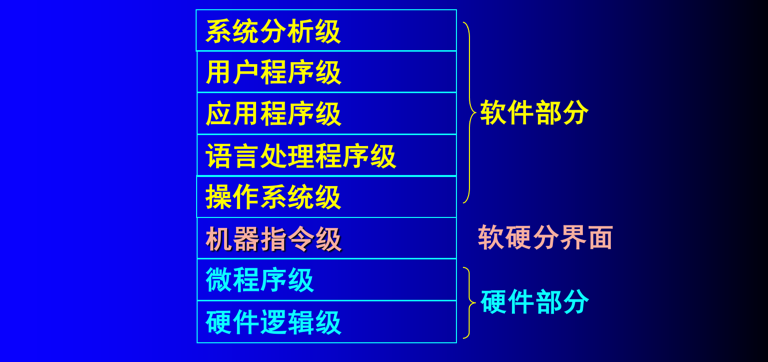 系统分析级
用户程序级
应用程序级
语言处理程序级
操作系统级
机器指令级
微程序级
硬件逻辑级
软件部分
软硬分界面
硬件部分